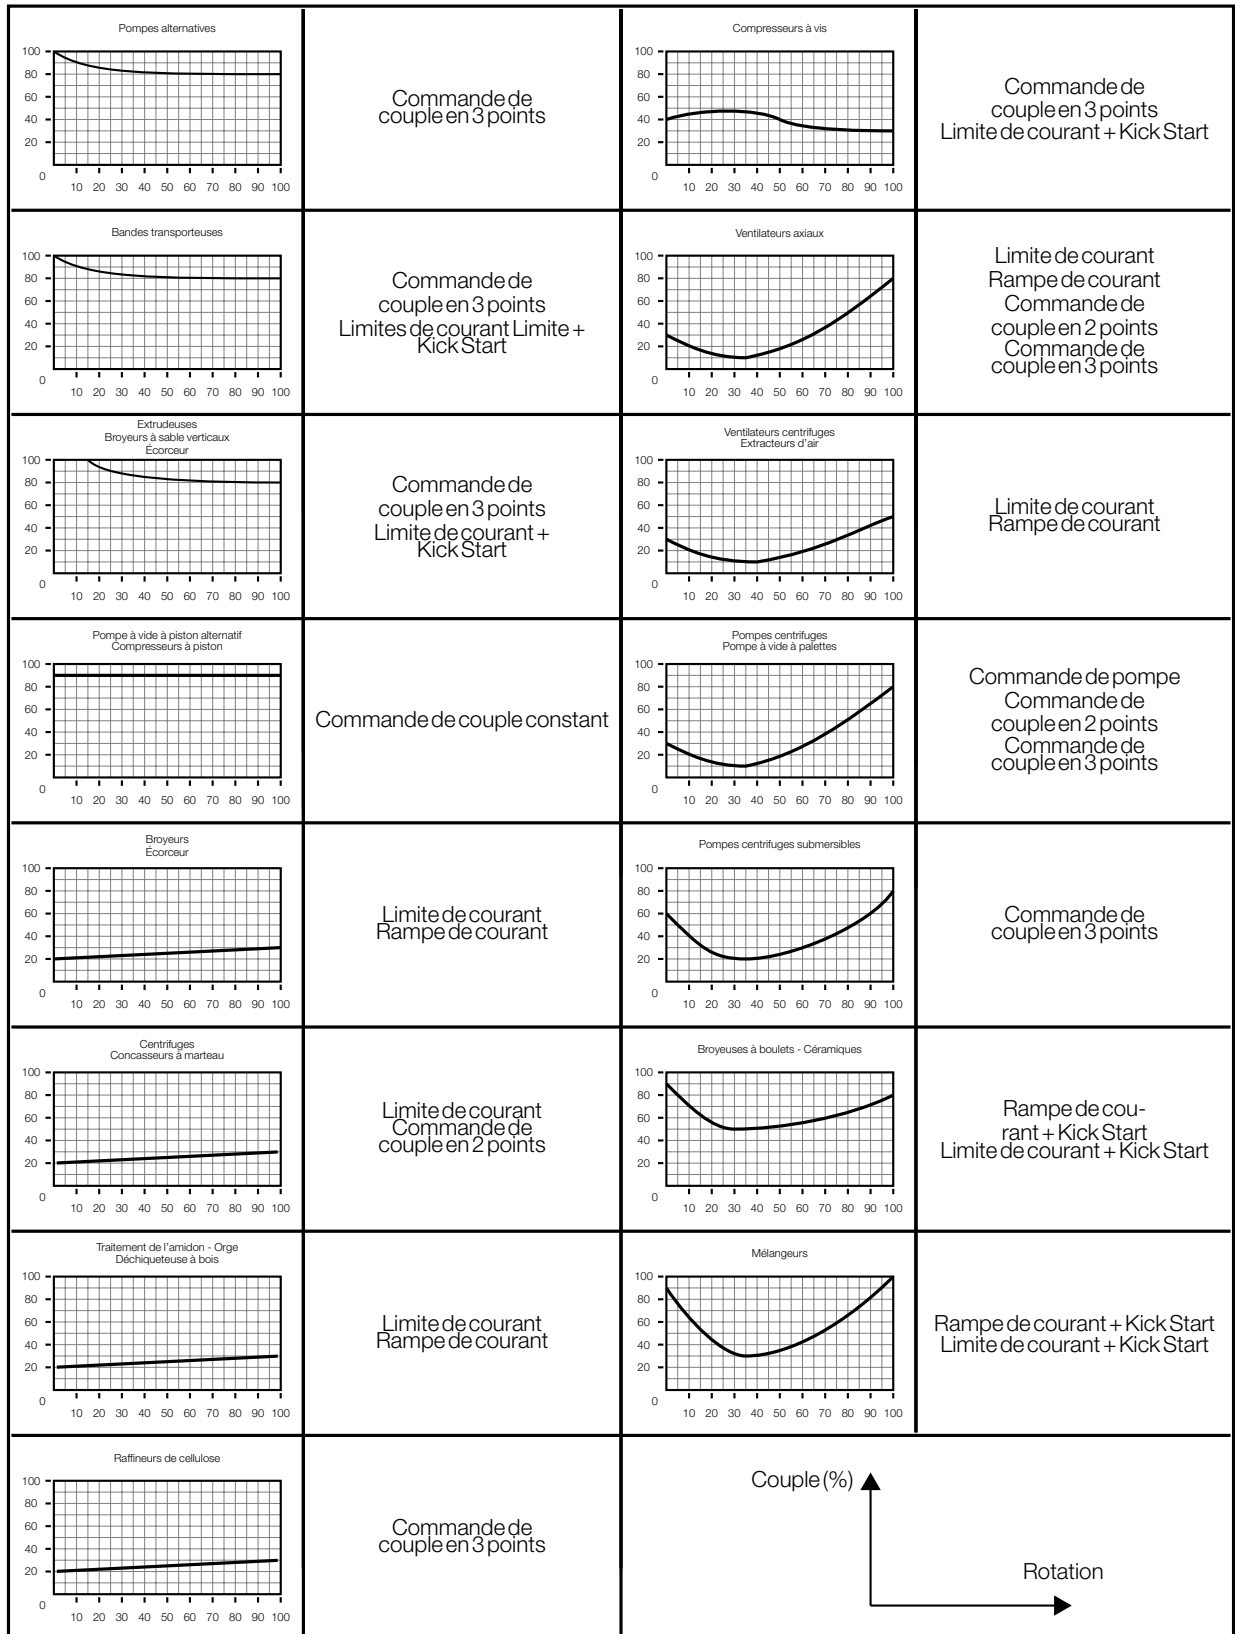 Pompes alternatives
100
80
60
40
20
0
10 20 30 40 50 60 70 80 90 100
Commande de
couple en 3 points
Compresseurs à vis
100
80
60
40
20
0
10 20 30 40 50 60 70 80 90 100
Commande de
couple en 3 points
Limite de courant + Kick Start
Bandes transporteuses
100
80
60
40
20
0
10 20 30 40 50 60 70 80 90 100
Commande de
couple en 3 points
Limites de courant Limite +
Kick Start
Ventilateurs axiaux
100
80
60
40
20
0
10 20 30 40 50 60 70 80 90 100
Limite de courant
Rampe de courant
Commande de
couple en 2 points
Commande de
couple en 3 points
Extrudeuses
Broyeurs à sable verticaux
Écorceur
100
80
60
40
20
0
10 20 30 40 50 60 70 80 90 100
Commande de
couple en 3 points
Limite de courant +
Kick Start
Ventilateurs centrifuges
Extracteurs d'air
100
80
60
40
20
0
10 20 30 40 50 60 70 80 90 100
Limite de courant
Rampe de courant
Pompe à vide à piston alternatif
Compresseurs à piston
100
80
60
40
20
0
10 20 30 40 50 60 70 80 90 100
Commande de couple constant
Pompes centrifuges
Pompe à vide à palettes
100
80
60
40
20
0
10 20 30 40 50 60 70 80 90 100
Commande de pompe
Commande de
couple en 2 points
Commande de
couple en 3 points
Broyeurs
Écorceur
100
80
60
40
20
0
10 20 30 40 50 60 70 80 90 100
Limite de courant
Rampe de courant
Pompes centrifuges submersibles
100
80
60
40
20
0
10 20 30 40 50 60 70 80 90 100
Commande de
couple en 3 points
Centrifuges
Concasseurs à marteau
100
80
60
40
20
0
10 20 30 40 50 60 70 80 90 100
Limite de courant
Commande de
couple en 2 points
Broyeuses à boulets - Céramiques
100
80
60
40
20
0
10 20 30 40 50 60 70 80 90 100
Rampe de cou-
rant + Kick Start
Limite de courant + Kick Start
Traitement de l'amidon - Orge
Déchiqueteuse à bois
100
80
60
40
20
0
10 20 30 40 50 60 70 80 90 100
Limite de courant
Rampe de courant
Mélangeurs
100
80
60
40
20
0
10 20 30 40 50 60 70 80 90 100
Rampe de courant + Kick Start
Limite de courant + Kick Start
Raffineurs de cellulose
100
80
60
40
20
0
10 20 30 40 50 60 70 80 90 100
Commande de
couple en 3 points
Couple (%)
Rotation